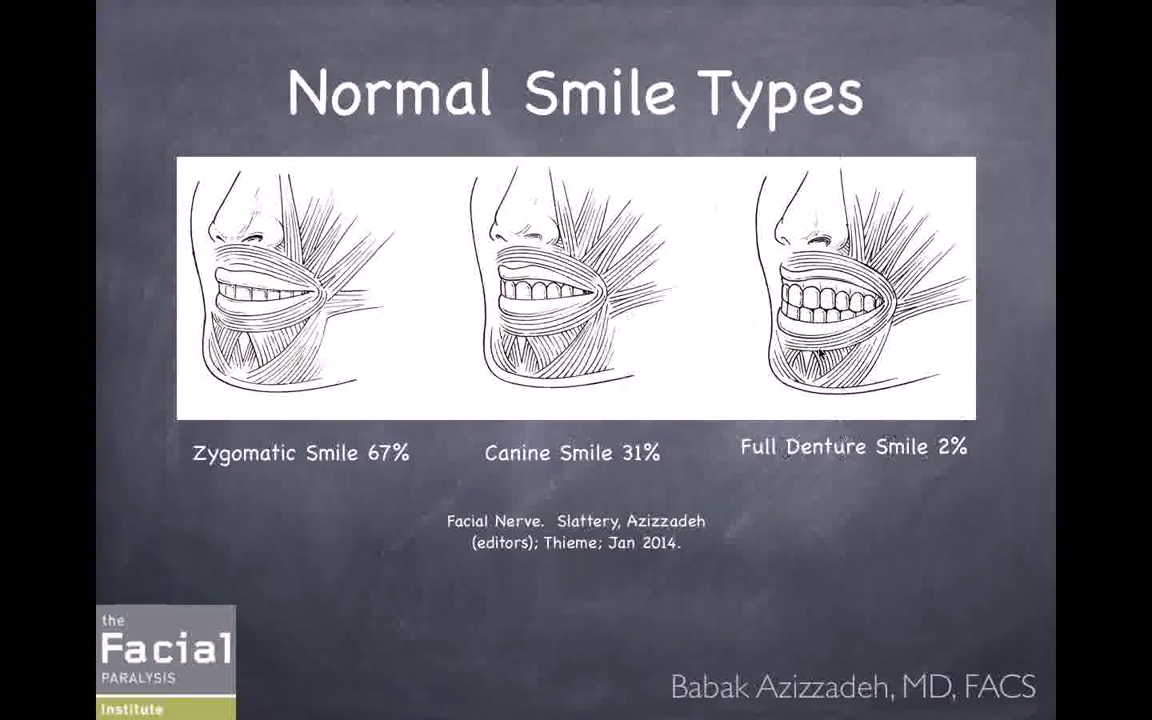 Normal Smile Types
Zygomatic Smile 67%
Canine Smile 31%
Full Denture Smile 2%
Facial Nerve. Slattery, Azizzadeh
(editors); Thieme; Jan 2014.
the
Facial
PARALYSIS
Institute
Babak Azizzadeh, MD, FACS